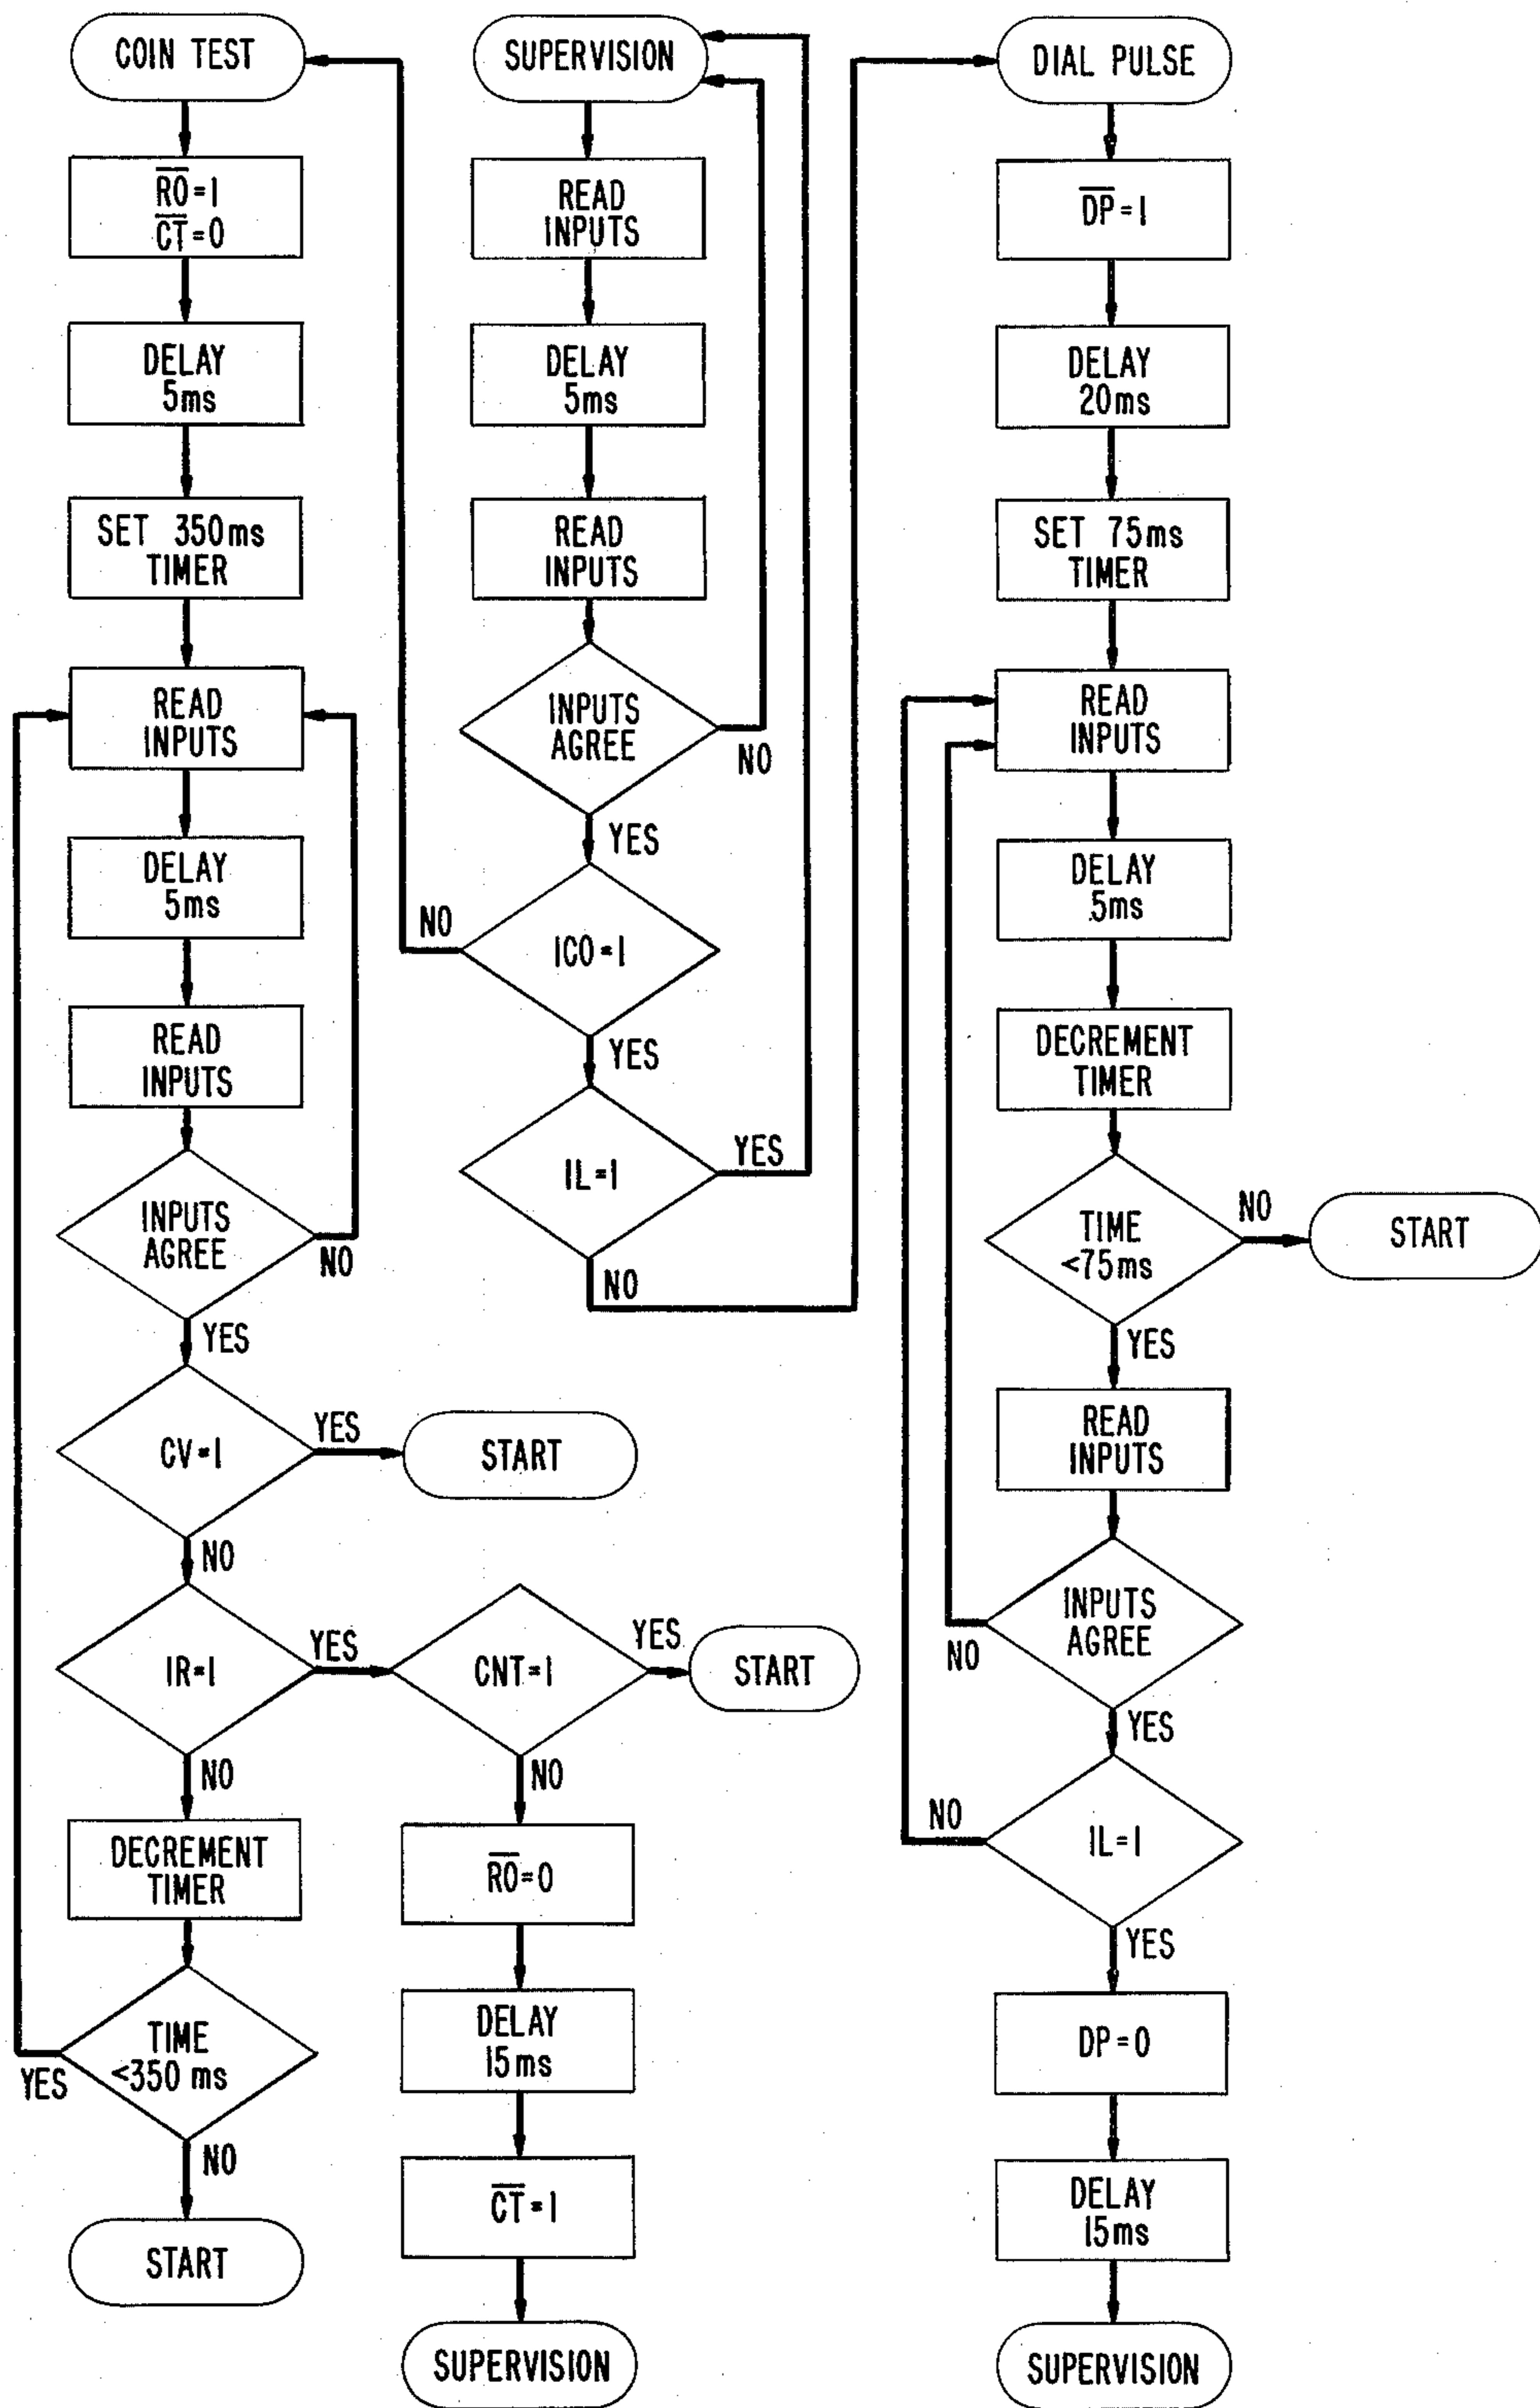 COIN TEST
R̅O̅=1
C̅T̅=0
DELAY
5ms
SET 350ms
TIMER
READ
INPUTS
DELAY
5ms
READ
INPUTS
INPUTS
AGREE
NO
YES
CV=1
YES
START
NO
IR=1
YES
CNT=1
YES
START
NO
DECREMENT
TIMER
TIME
<350 ms
YES
NO
START
NO
R̅O̅=0
DELAY
15ms
C̅T̅=1
SUPERVISION
SUPERVISION
READ
INPUTS
DELAY
5ms
READ
INPUTS
INPUTS
AGREE
NO
YES
ICO=1
NO
YES
IL=1
YES
NO
DIAL PULSE
D̅P̅=1
DELAY
20ms
SET 75ms
TIMER
READ
INPUTS
DELAY
5ms
DECREMENT
TIMER
TIME
<75ms
NO
START
YES
READ
INPUTS
INPUTS
AGREE
NO
YES
IL=1
NO
YES
DP=0
DELAY
15ms
SUPERVISION